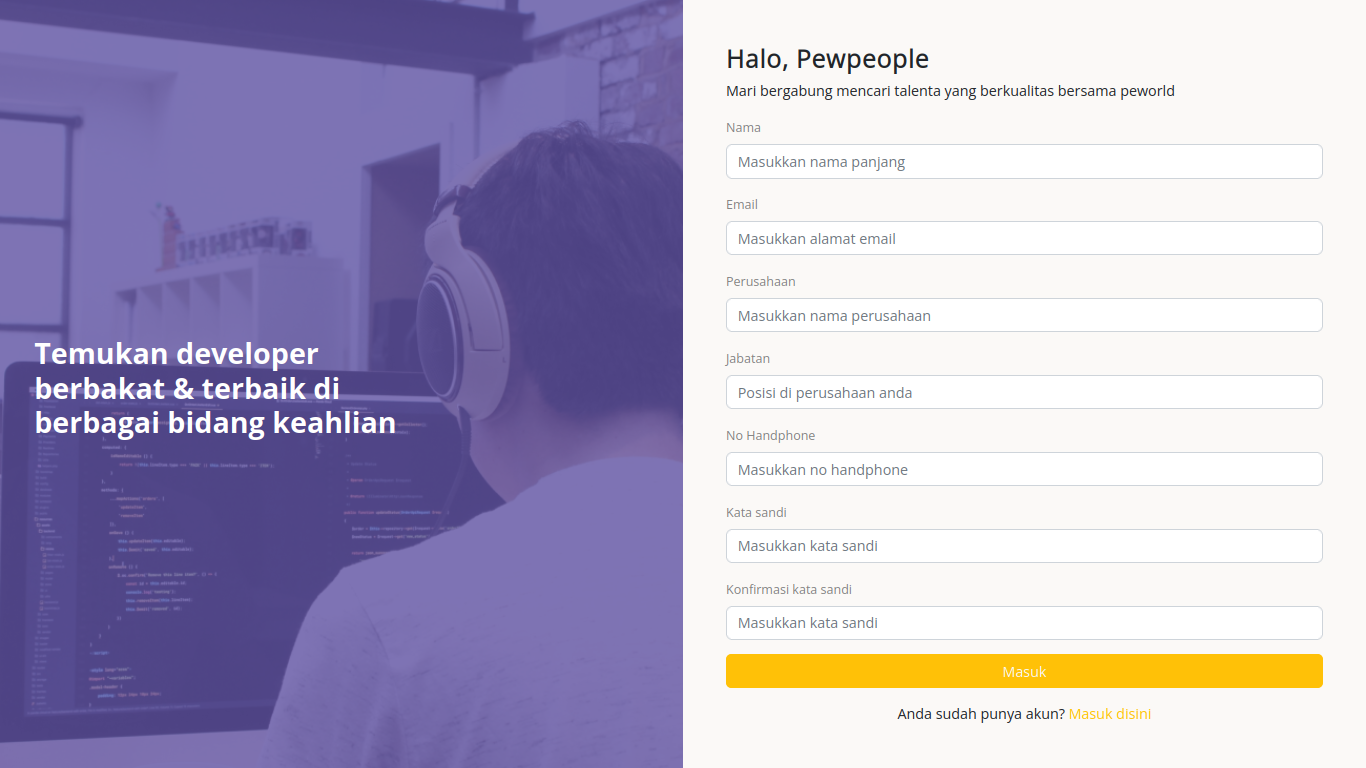 Temukan developer
berbakat & terbaik di
berbagai bidang keahlian
Halo, Pewpeople
Mari bergabung mencari talenta yang berkualitas bersama peworld
Nama
Masukkan nama panjang
Email
Masukkan alamat email
Perusahaan
Masukkan nama perusahaan
Jabatan
Posisi di perusahaan anda
No Handphone
Masukkan no handphone
Kata sandi
Masukkan kata sandi
Konfirmasi kata sandi
Masukkan kata sandi
Masuk
Anda sudah punya akun? Masuk disini